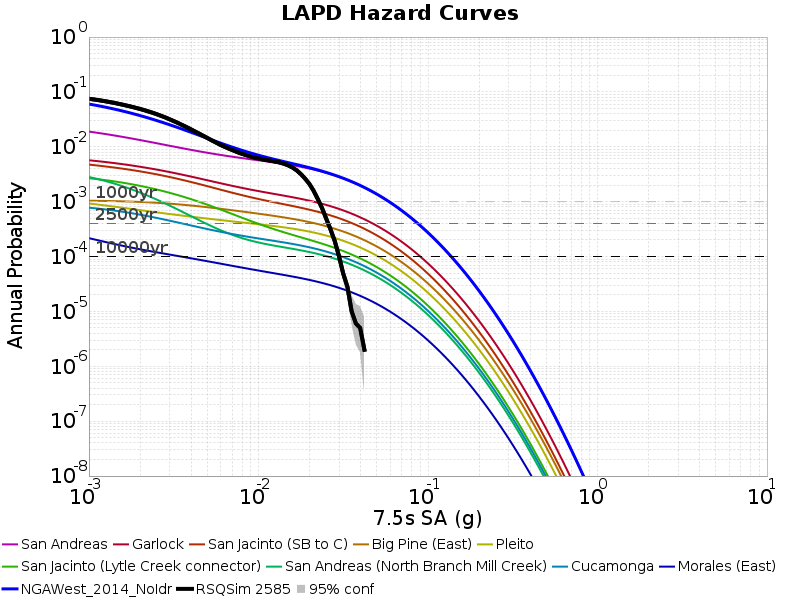 LAPD Hazard Curves
10^0
10^-1
10^-2
10^-3
10^-4
10^-5
10^-6
10^-7
10^-8
Annual Probability
1000yr
2500yr
10000yr
10^-3 10^-2 10^-1 10^0 10^1
7.5s SA (g)
San Andreas Garlock San Jacinto (SB to C) Big Pine (East) Pleito
San Jacinto (Lytle Creek connector) San Andreas (North Branch Mill Creek) Cucamonga Morales (East)
NGAWest_2014_NoIdr RSQSim 2585 95% conf